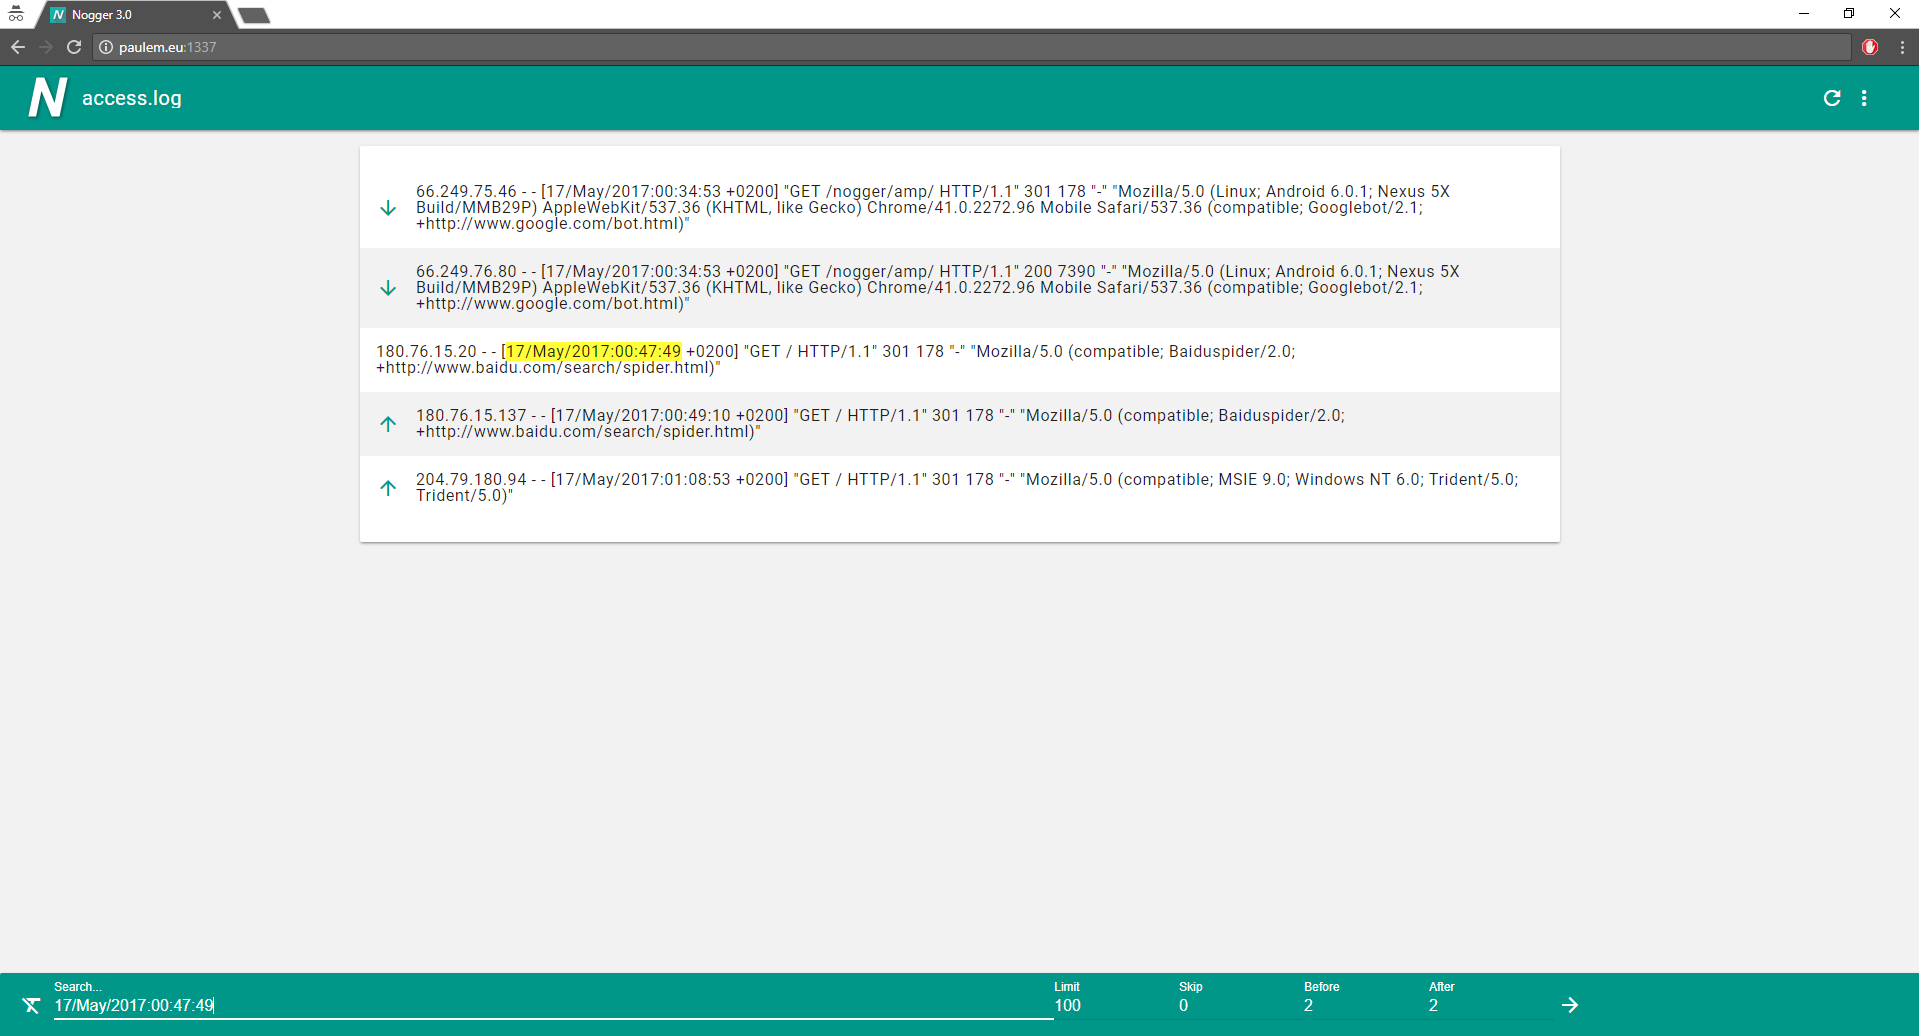 N Nogger 3.0
paulem.eu:1337
N access.log
66.249.75.46 - - [17/May/2017:00:34:53 +0200] "GET /nogger/amp/ HTTP/1.1" 301 178 "-" "Mozilla/5.0 (Linux; Android 6.0.1; Nexus 5X
Build/MMB29P) AppleWebKit/537.36 (KHTML, like Gecko) Chrome/41.0.2272.96 Mobile Safari/537.36 (compatible; Googlebot/2.1;
+http://www.google.com/bot.html)"
66.249.76.80 - - [17/May/2017:00:34:53 +0200] "GET /nogger/amp/ HTTP/1.1" 200 7390 "-" "Mozilla/5.0 (Linux; Android 6.0.1; Nexus 5X
Build/MMB29P) AppleWebKit/537.36 (KHTML, like Gecko) Chrome/41.0.2272.96 Mobile Safari/537.36 (compatible; Googlebot/2.1;
+http://www.google.com/bot.html)"
180.76.15.20 - - [17/May/2017:00:47:49 +0200] "GET / HTTP/1.1" 301 178 "-" "Mozilla/5.0 (compatible; Baiduspider/2.0;
+http://www.baidu.com/search/spider.html)"
180.76.15.137 - - [17/May/2017:00:49:10 +0200] "GET / HTTP/1.1" 301 178 "-" "Mozilla/5.0 (compatible; Baiduspider/2.0;
+http://www.baidu.com/search/spider.html)"
204.79.180.94 - - [17/May/2017:01:08:53 +0200] "GET / HTTP/1.1" 301 178 "-" "Mozilla/5.0 (compatible; MSIE 9.0; Windows NT 6.0; Trident/5.0;
Trident/5.0)"
Search... Limit Skip Before After
17/May/2017:00:47:49 100 0 2 2